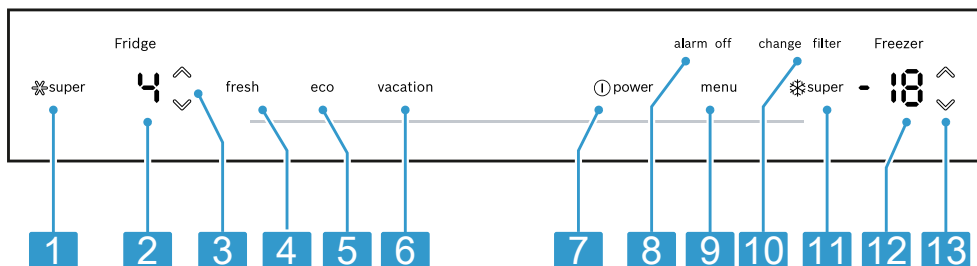 Fridge alarm off change filter Freezer
super 4 fresh eco vacation power menu super -18
1 2 3 4 5 6 7 8 9 10 11 12 13